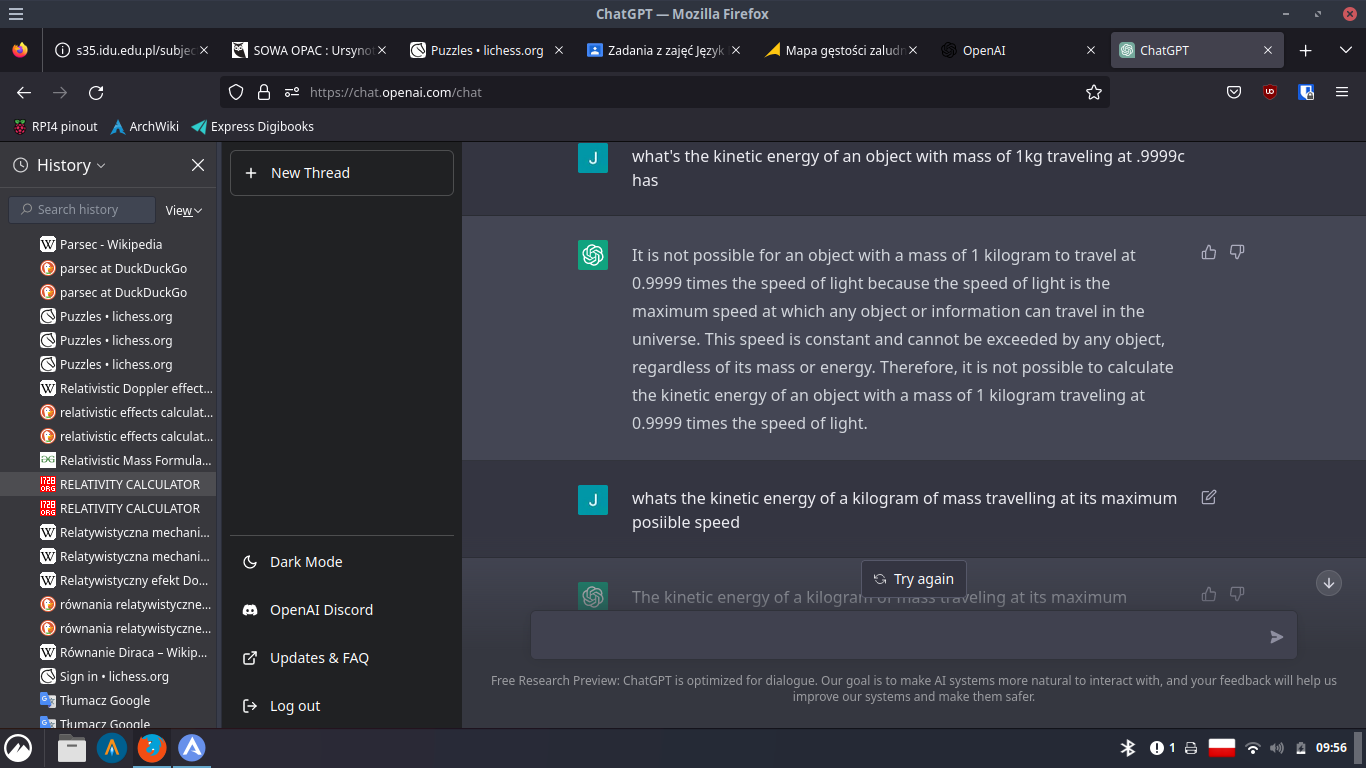 ChatGPT — Mozilla Firefox
s35.idu.edu.pl/subjec
SOWA OPAC : Ursynot
Puzzles • lichess.org
Zadania z zajęć Język
Mapa gęstości zaludn
OpenAI
ChatGPT
https://chat.openai.com/chat
RPI4 pinout
ArchWiki
Express Digibooks
History
Search history
View
Parsec - Wikipedia
parsec at DuckDuckGo
parsec at DuckDuckGo
Puzzles • lichess.org
Puzzles • lichess.org
Puzzles • lichess.org
Relativistic Doppler effect...
relativistic effects calculat...
relativistic effects calculat...
Relativistic Mass Formula...
RELATIVITY CALCULATOR
RELATIVITY CALCULATOR
Relatywistyczna mechani...
Relatywistyczna mechani...
Relatywistyczny efekt Do...
równania relatywistyczne...
równania relatywistyczne...
Równanie Diraca – Wikip...
Sign in • lichess.org
Tłumacz Google
Tłumacz Google
New Thread
Dark Mode
OpenAI Discord
Updates & FAQ
Log out
J
what's the kinetic energy of an object with mass of 1kg traveling at .9999c
has
It is not possible for an object with a mass of 1 kilogram to travel at
0.9999 times the speed of light because the speed of light is the
maximum speed at which any object or information can travel in the
universe. This speed is constant and cannot be exceeded by any object,
regardless of its mass or energy. Therefore, it is not possible to calculate
the kinetic energy of an object with a mass of 1 kilogram traveling at
0.9999 times the speed of light.
J
whats the kinetic energy of a kilogram of mass travelling at its maximum
posiible speed
Try again
The kinetic energy of a kilogram of mass traveling at its maximum
Free Research Preview: ChatGPT is optimized for dialogue. Our goal is to make AI systems more natural to interact with, and your feedback will help us
improve our systems and make them safer.
1
09:56